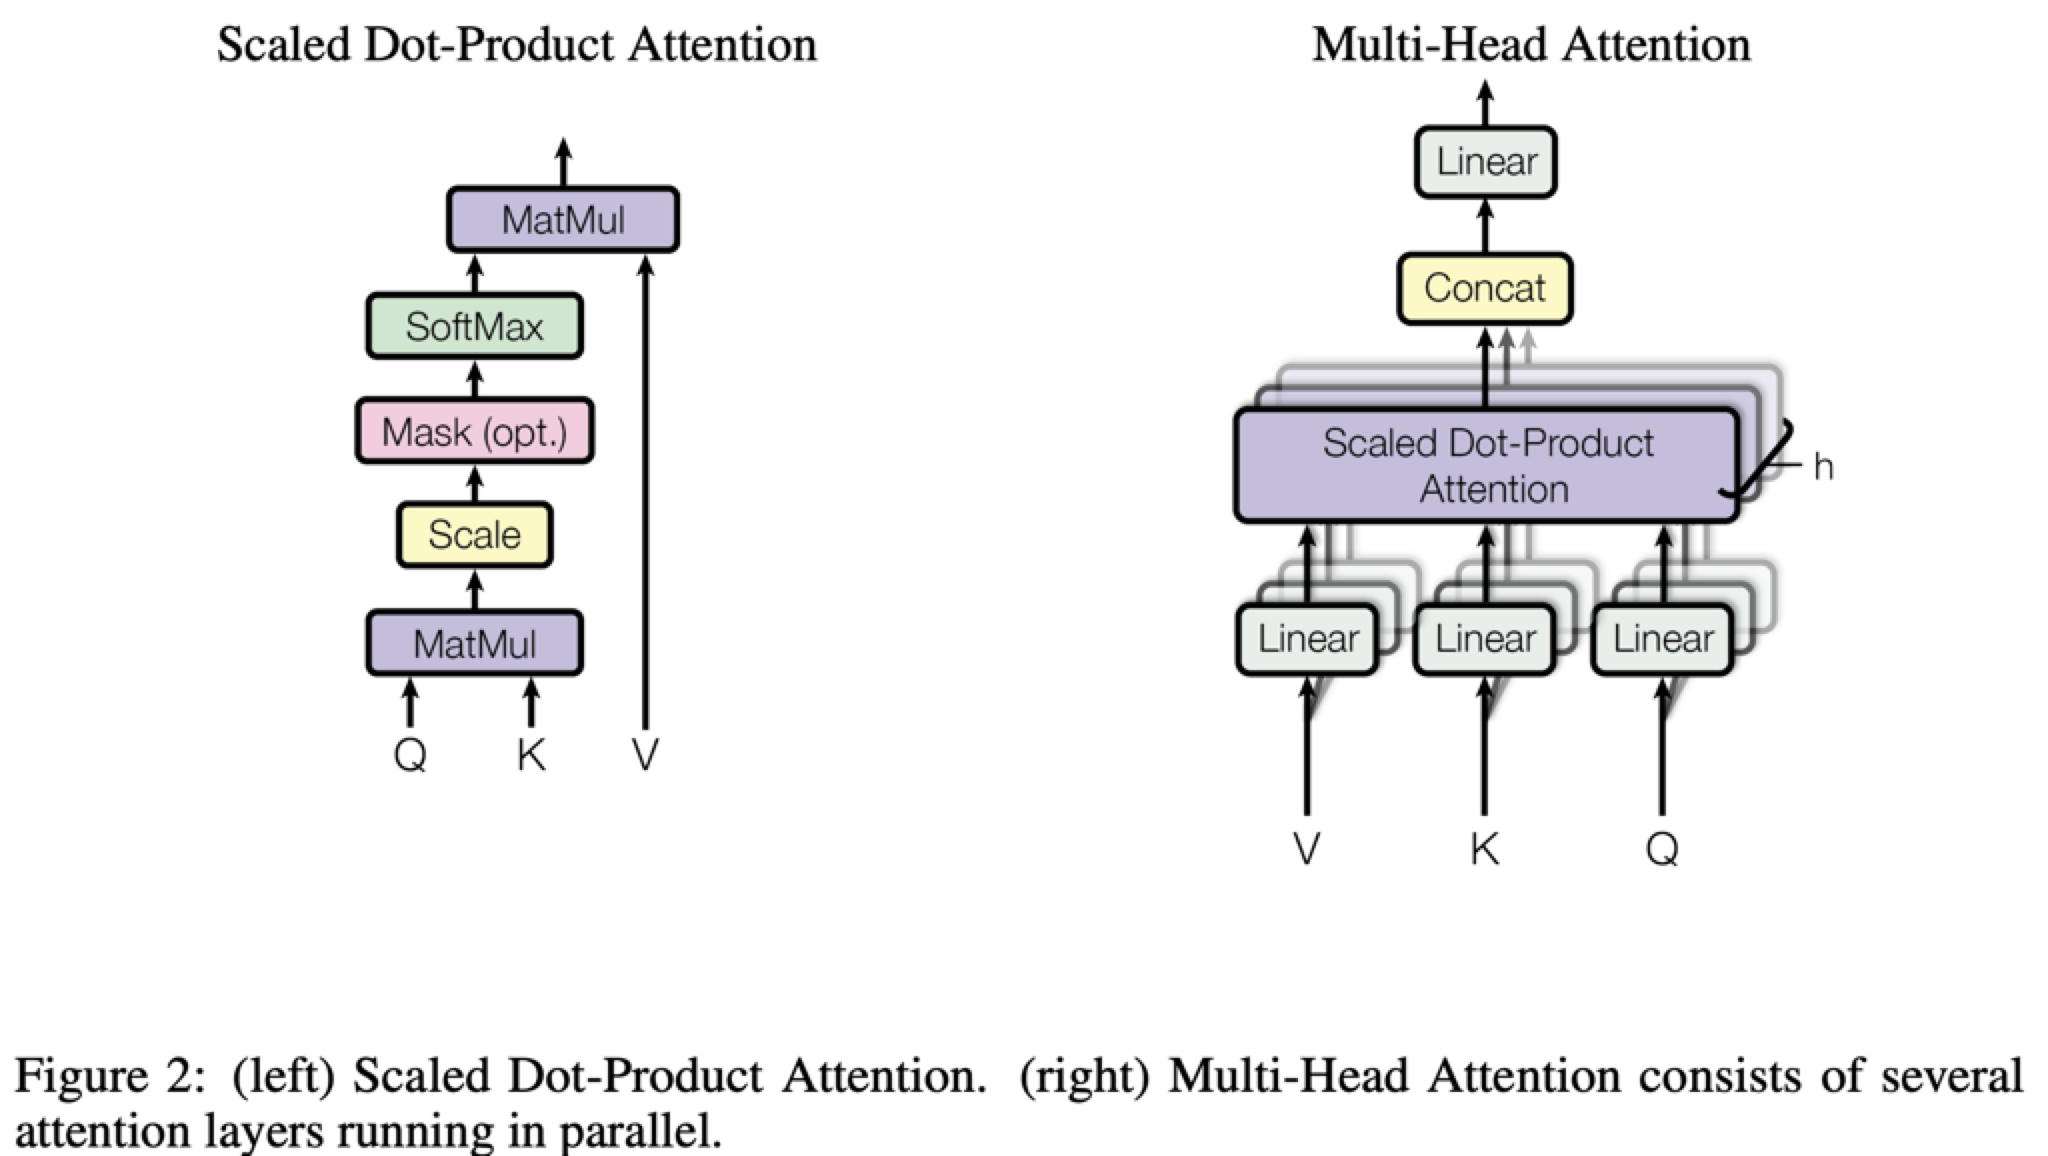 Scaled Dot-Product Attention
MatMul
SoftMax
Mask (opt.)
Scale
MatMul
Q K V
Multi-Head Attention
Linear
Concat
Scaled Dot-Product
Attention
h
Linear Linear Linear
V K Q
Figure 2: (left) Scaled Dot-Product Attention. (right) Multi-Head Attention consists of several
attention layers running in parallel.